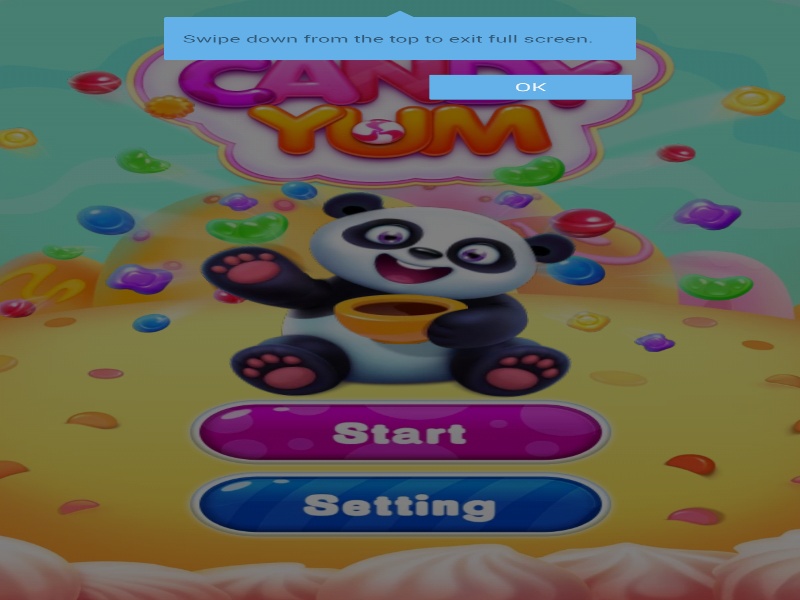 Swipe down from the top to exit full screen.
OK
CANDY
YUM
Start
Setting